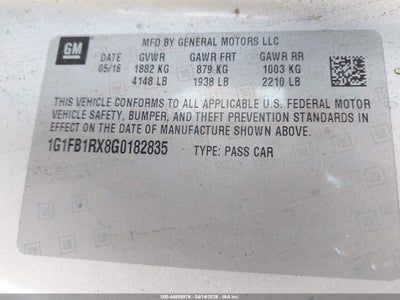 GM
MFD BY GENERAL MOTORS LLC
DATE GVWR GAWR FRT GAWR RR
05/16 1882 KG 879 KG 1003 KG
4148 LB 1938 LB 2210 LB
THIS VEHICLE CONFORMS TO ALL APPLICABLE U.S. FEDERAL MOTOR
VEHICLE SAFETY, BUMPER, AND THEFT PREVENTION STANDARDS
IN EFFECT ON THE DATE OF MANUFACTURE SHOWN ABOVE.
1G1FB1RX8G0182835 TYPE: PASS CAR